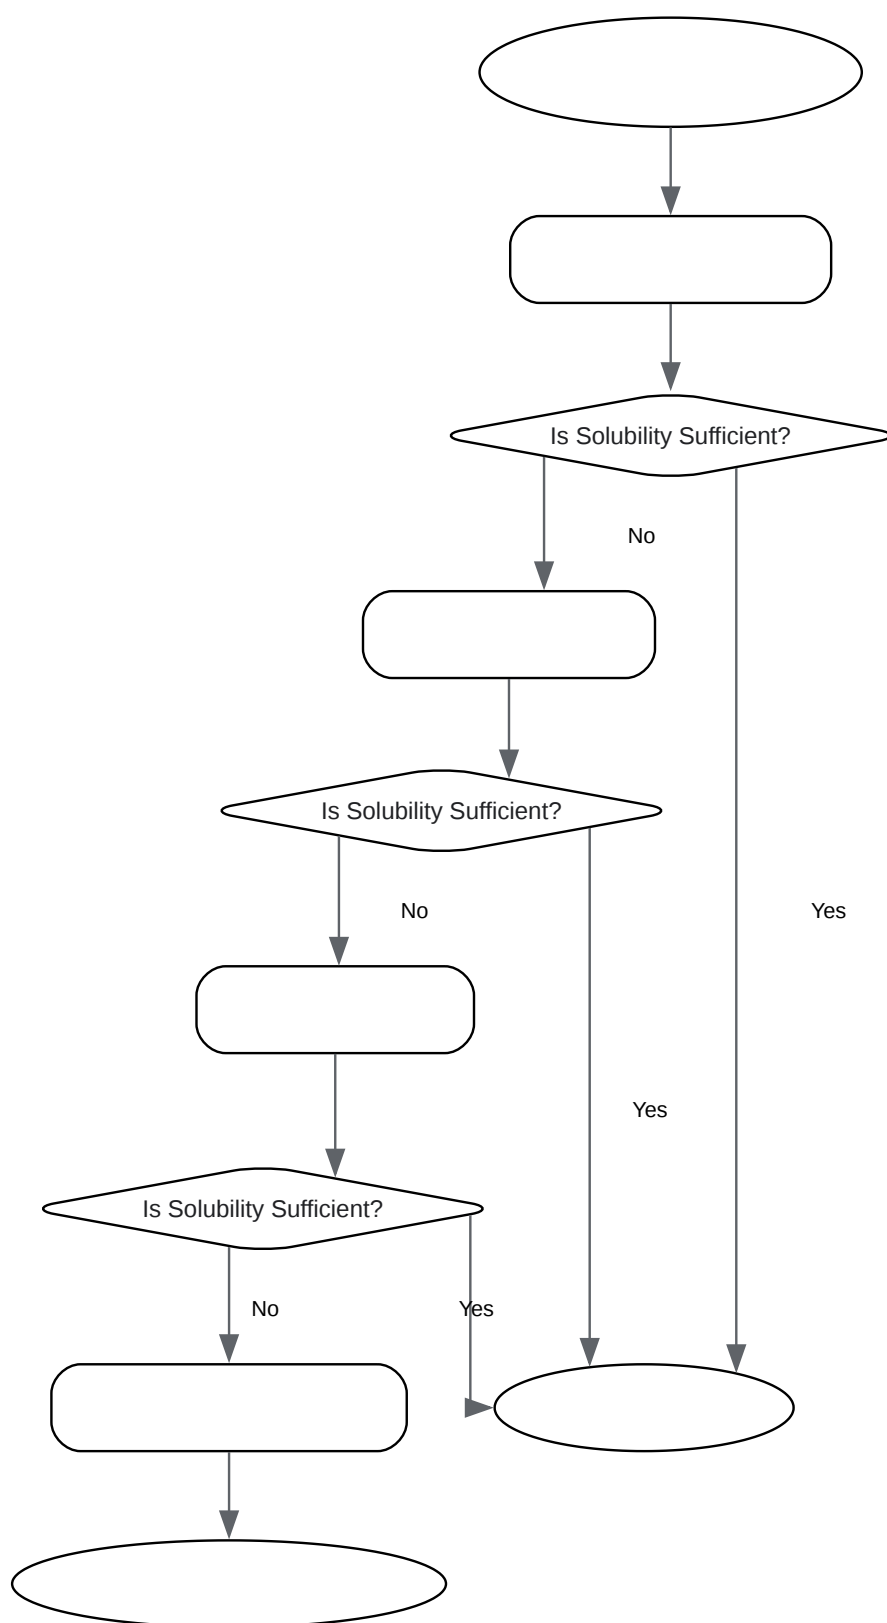 Is Solubility Sufficient?
No
Is Solubility Sufficient?
No
Yes
Yes
Is Solubility Sufficient?
No
Yes